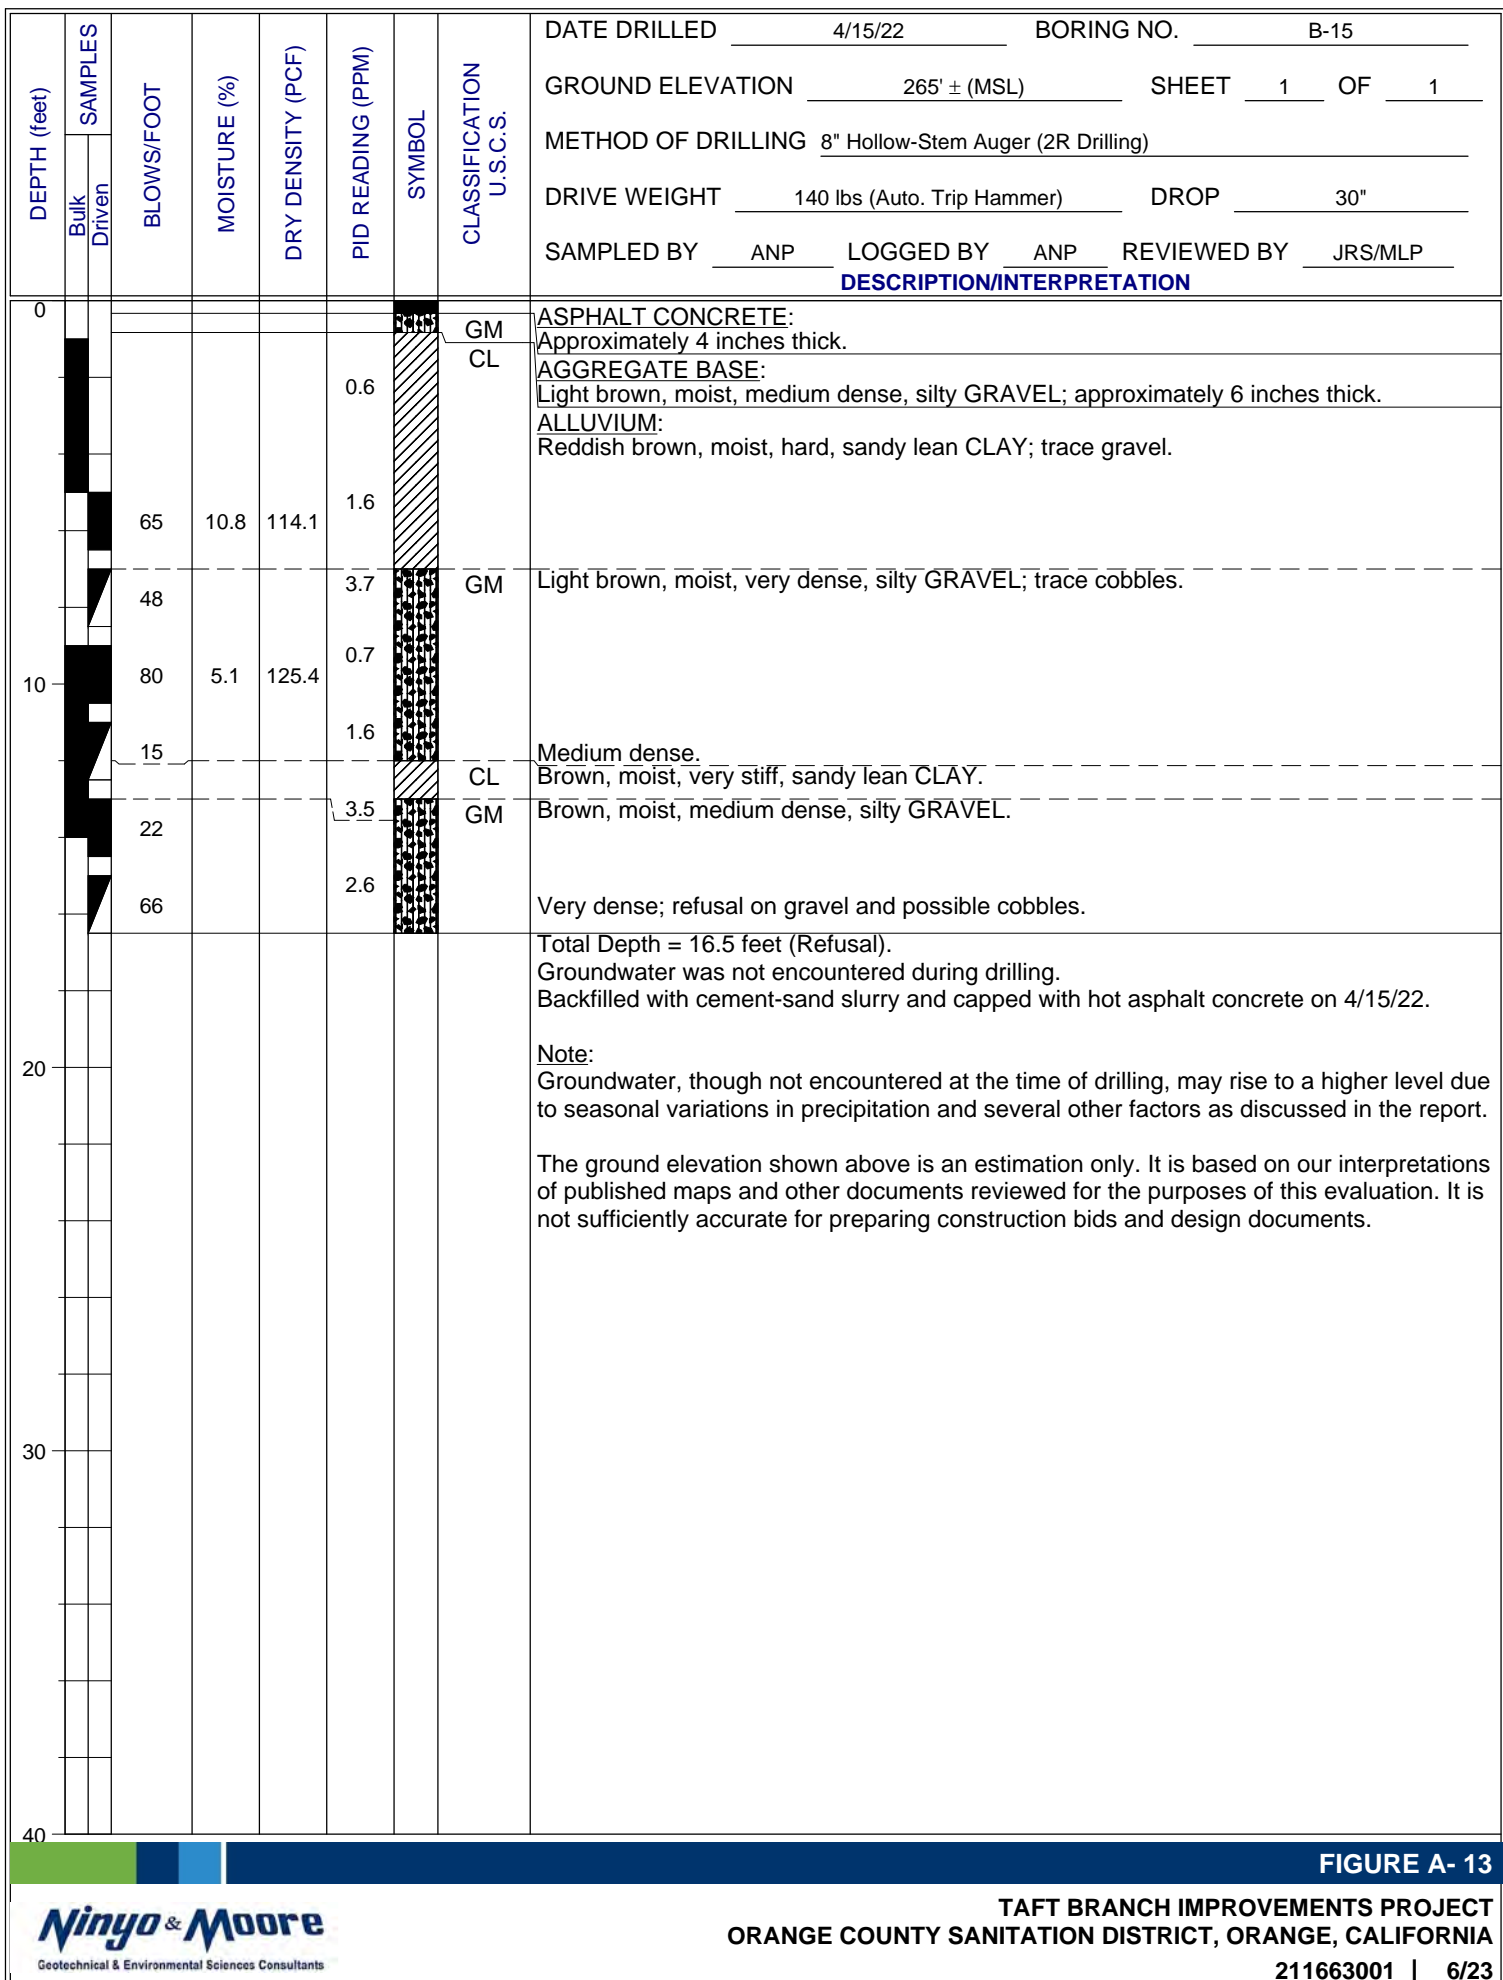 DEPTH (feet)
SAMPLES
Bulk
Driven
BLOWS/FOOT
MOISTURE (%)
DRY DENSITY (PCF)
PID READING (PPM)
SYMBOL
CLASSIFICATION
U.S.C.S.
DATE DRILLED 4/15/22 BORING NO. B-15
GROUND ELEVATION 265' ± (MSL) SHEET 1 OF 1
METHOD OF DRILLING 8" Hollow-Stem Auger (2R Drilling)
DRIVE WEIGHT 140 lbs (Auto. Trip Hammer) DROP 30"
SAMPLED BY ANP LOGGED BY ANP REVIEWED BY JRS/MLP
DESCRIPTION/INTERPRETATION
0
GM ASPHALT CONCRETE:
Approximately 4 inches thick.
CL AGGREGATE BASE:
0.6 Light brown, moist, medium dense, silty GRAVEL; approximately 6 inches thick.
ALLUVIUM:
Reddish brown, moist, hard, sandy lean CLAY; trace gravel.
1.6
65 10.8 114.1
3.7 GM Light brown, moist, very dense, silty GRAVEL; trace cobbles.
48
0.7
10 80 5.1 125.4
1.6
15 Medium dense.
CL Brown, moist, very stiff, sandy lean CLAY.
3.5 GM Brown, moist, medium dense, silty GRAVEL.
22
2.6
66 Very dense; refusal on gravel and possible cobbles.
Total Depth = 16.5 feet (Refusal).
Groundwater was not encountered during drilling.
Backfilled with cement-sand slurry and capped with hot asphalt concrete on 4/15/22.
Note:
20
Groundwater, though not encountered at the time of drilling, may rise to a higher level due
to seasonal variations in precipitation and several other factors as discussed in the report.
The ground elevation shown above is an estimation only. It is based on our interpretations
of published maps and other documents reviewed for the purposes of this evaluation. It is
not sufficiently accurate for preparing construction bids and design documents.
30
40
FIGURE A- 13
Ninyo & Moore
Geotechnical & Environmental Sciences Consultants
TAFT BRANCH IMPROVEMENTS PROJECT
ORANGE COUNTY SANITATION DISTRICT, ORANGE, CALIFORNIA
211663001 | 6/23